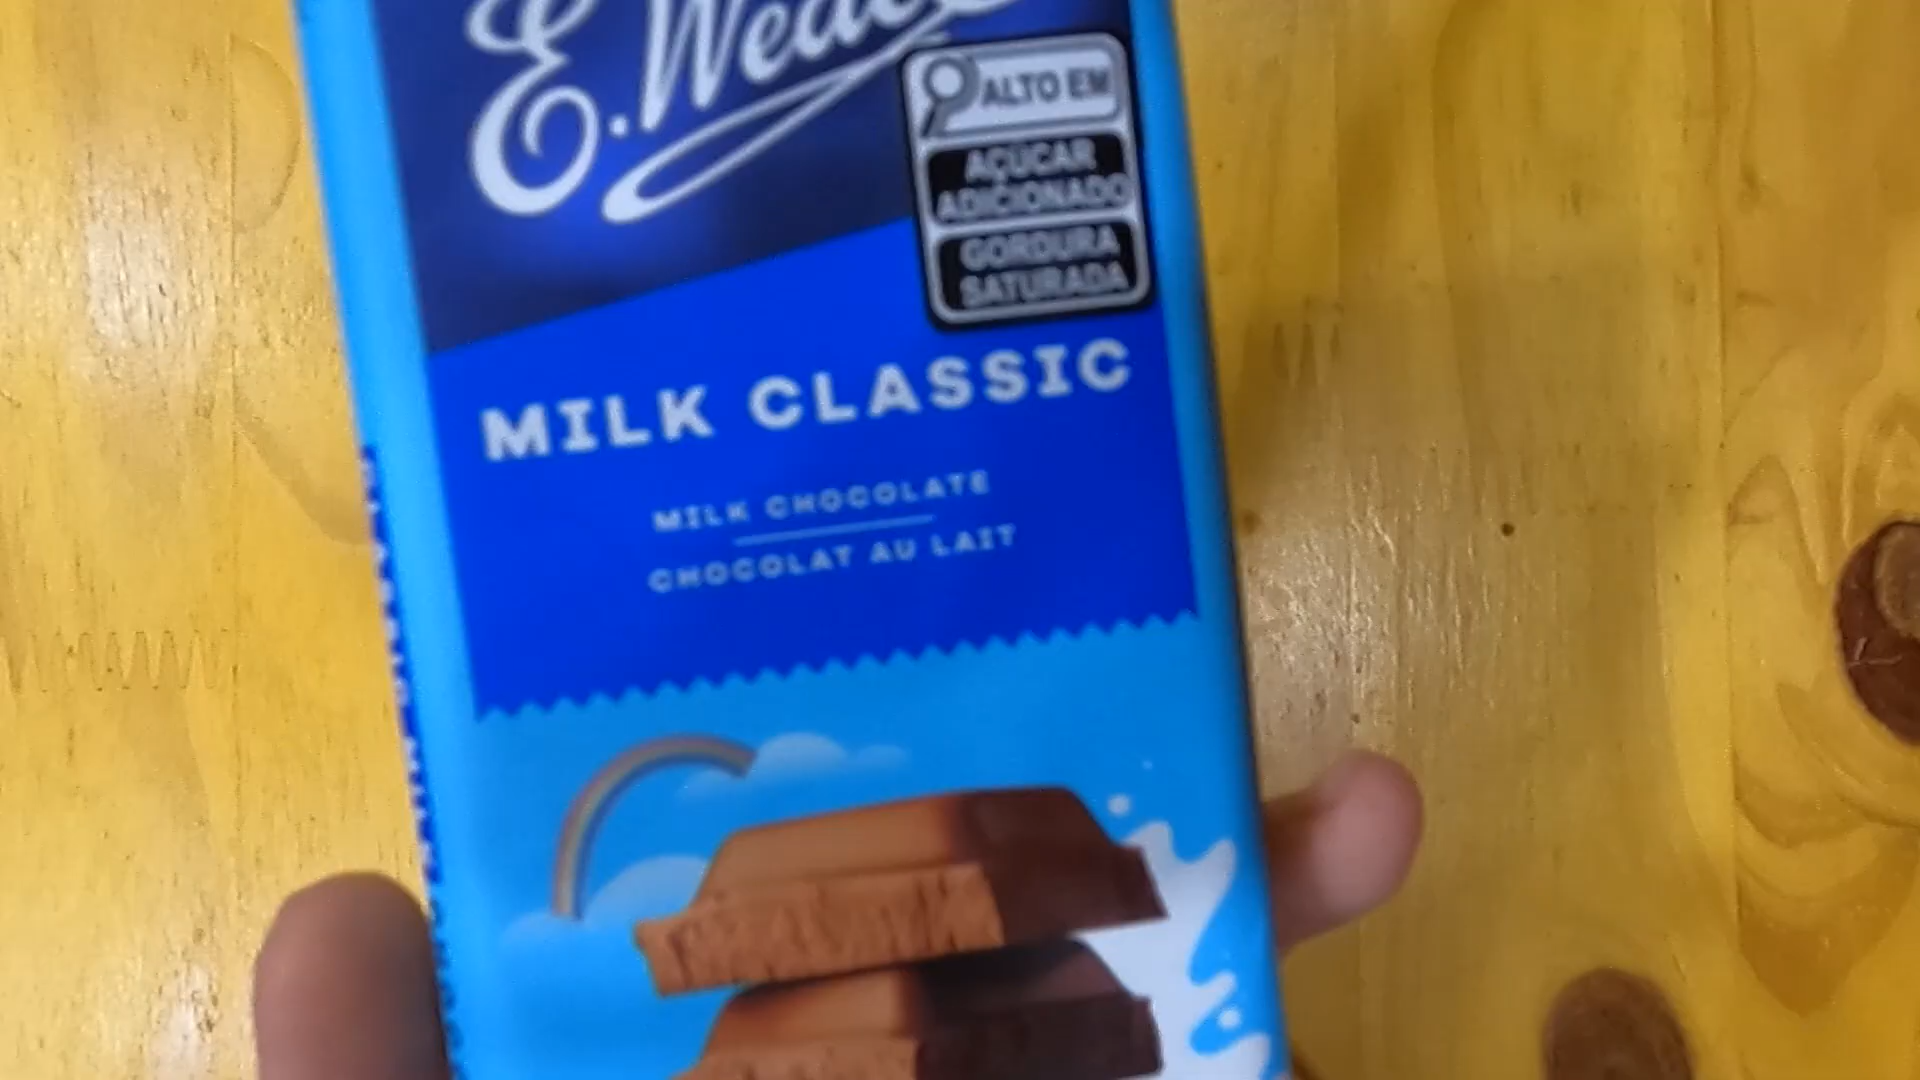 E.
ALTO EM
AÇÚCAR
ADICIONADO
GORDURA
SATURADA
MILK CLASSIC
MILK CHOCOLATE
CHOCOLAT AU LAIT